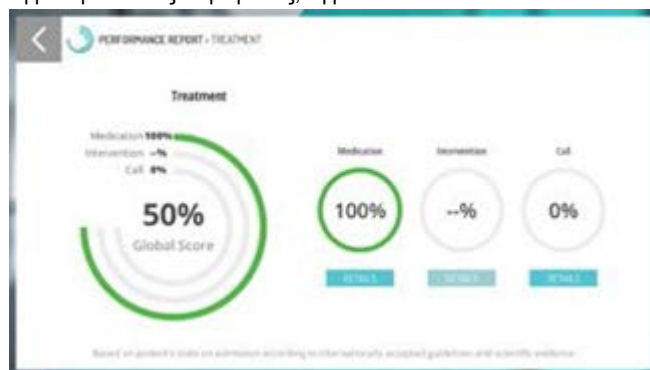 PERFORMANCE REPORT › TREATMENT
Treatment
Medication 100%
Intervention --%
Call 0%
50%
Global Score
Medication
Intervention
Call
100%
--%
0%
DETAILS
DETAILS
DETAILS
Based on patient's state on admission according to internationally accepted guidelines and scientific evidence